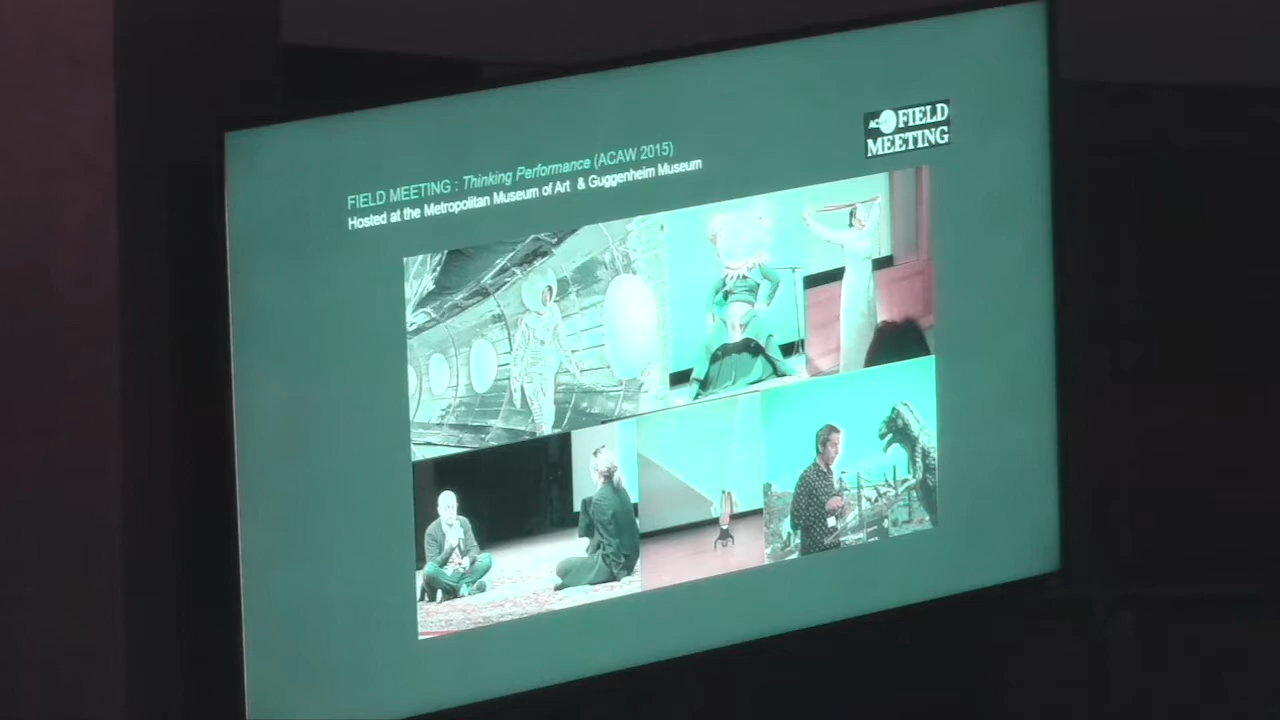 FIELD MEETING : Thinking Performance (ACAW 2015)
Hosted at the Metropolitan Museum of Art & Guggenheim Museum
FIELD
MEETING